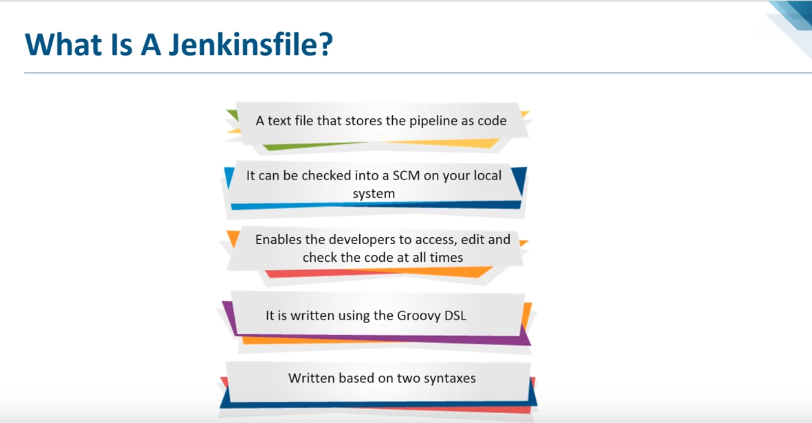 What Is A Jenkinsfile?
A text file that stores the pipeline as code
It can be checked into a SCM on your local
system
Enables the developers to access, edit and
check the code at all times
It is written using the Groovy DSL
Written based on two syntaxes